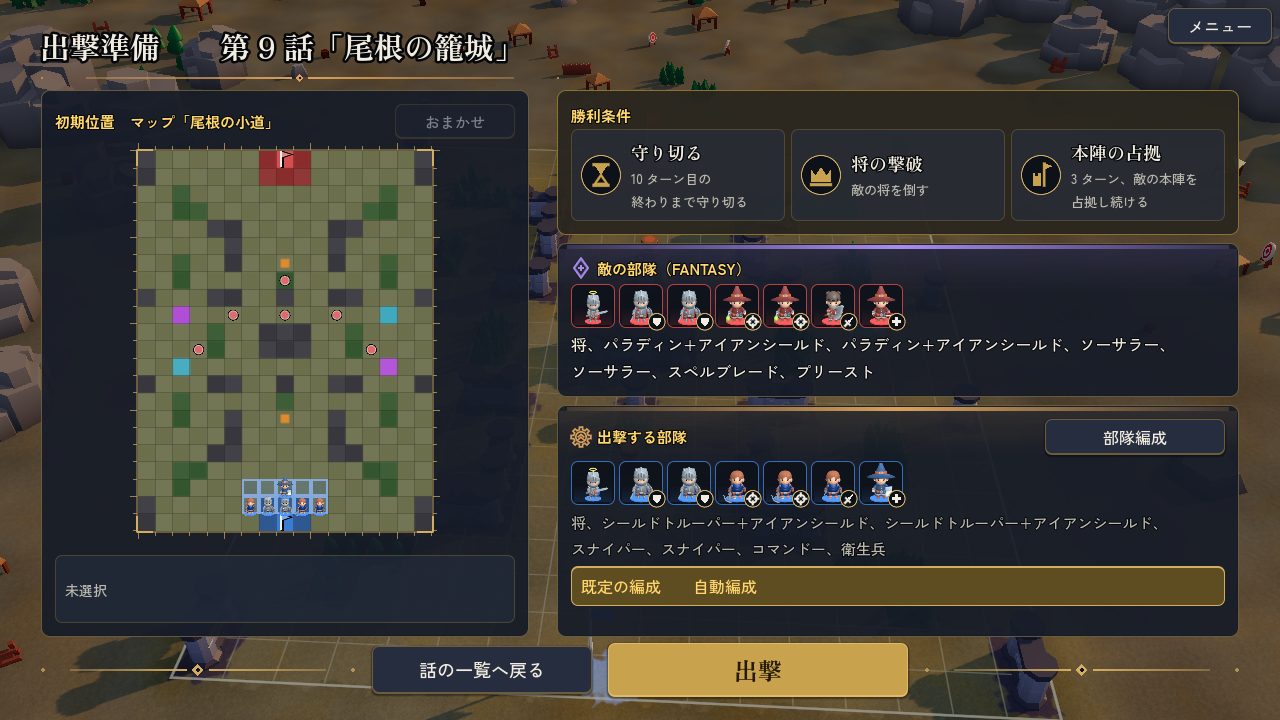 出撃準備　　第９話「尾根の籠城」
メニュー
初期位置　マップ「尾根の小道」
おまかせ
未選択
勝利条件
守り切る
10 ターン目の
終わりまで守り切る
将の撃破
敵の将を倒す
本陣の占拠
3 ターン、敵の本陣を
占拠し続ける
敵の部隊（FANTASY）
将、パラディン＋アイアンシールド、パラディン＋アイアンシールド、ソーサラー、
ソーサラー、スペルブレード、プリースト
出撃する部隊
部隊編成
将、シールドトルーパー＋アイアンシールド、シールドトルーパー＋アイアンシールド、
スナイパー、スナイパー、コマンドー、衛生兵
既定の編成　　自動編成
話の一覧へ戻る
出撃